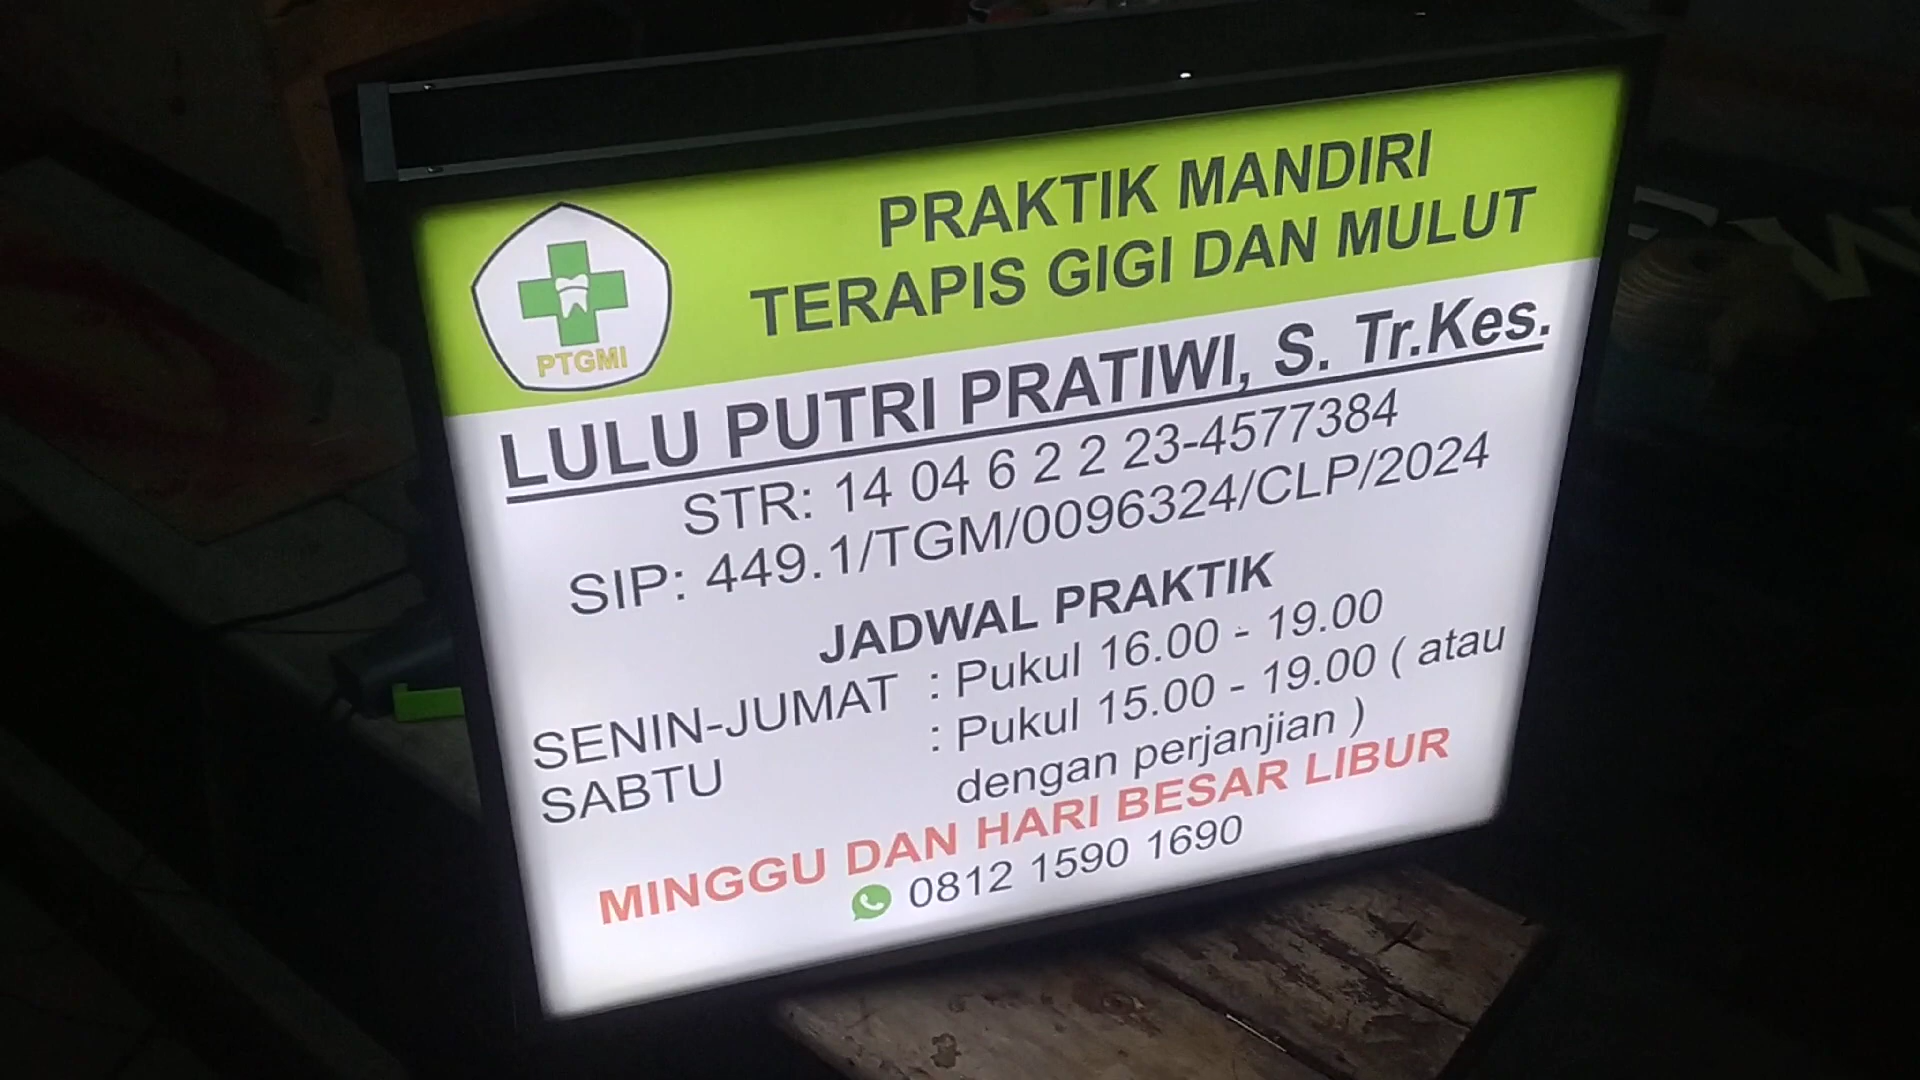 PRAKTIK MANDIRI
TERAPIS GIGI DAN MULUT
PTGMI
LULU PUTRI PRATIWI, S. Tr.Kes.
STR: 14 04 6 2 2 23-4577384
SIP: 449.1/TGM/0096324/CLP/2024
JADWAL PRAKTIK
SENIN-JUMAT : Pukul 16.00 - 19.00
SABTU : Pukul 15.00 - 19.00 ( atau
dengan perjanjian )
MINGGU DAN HARI BESAR LIBUR
0812 1590 1690